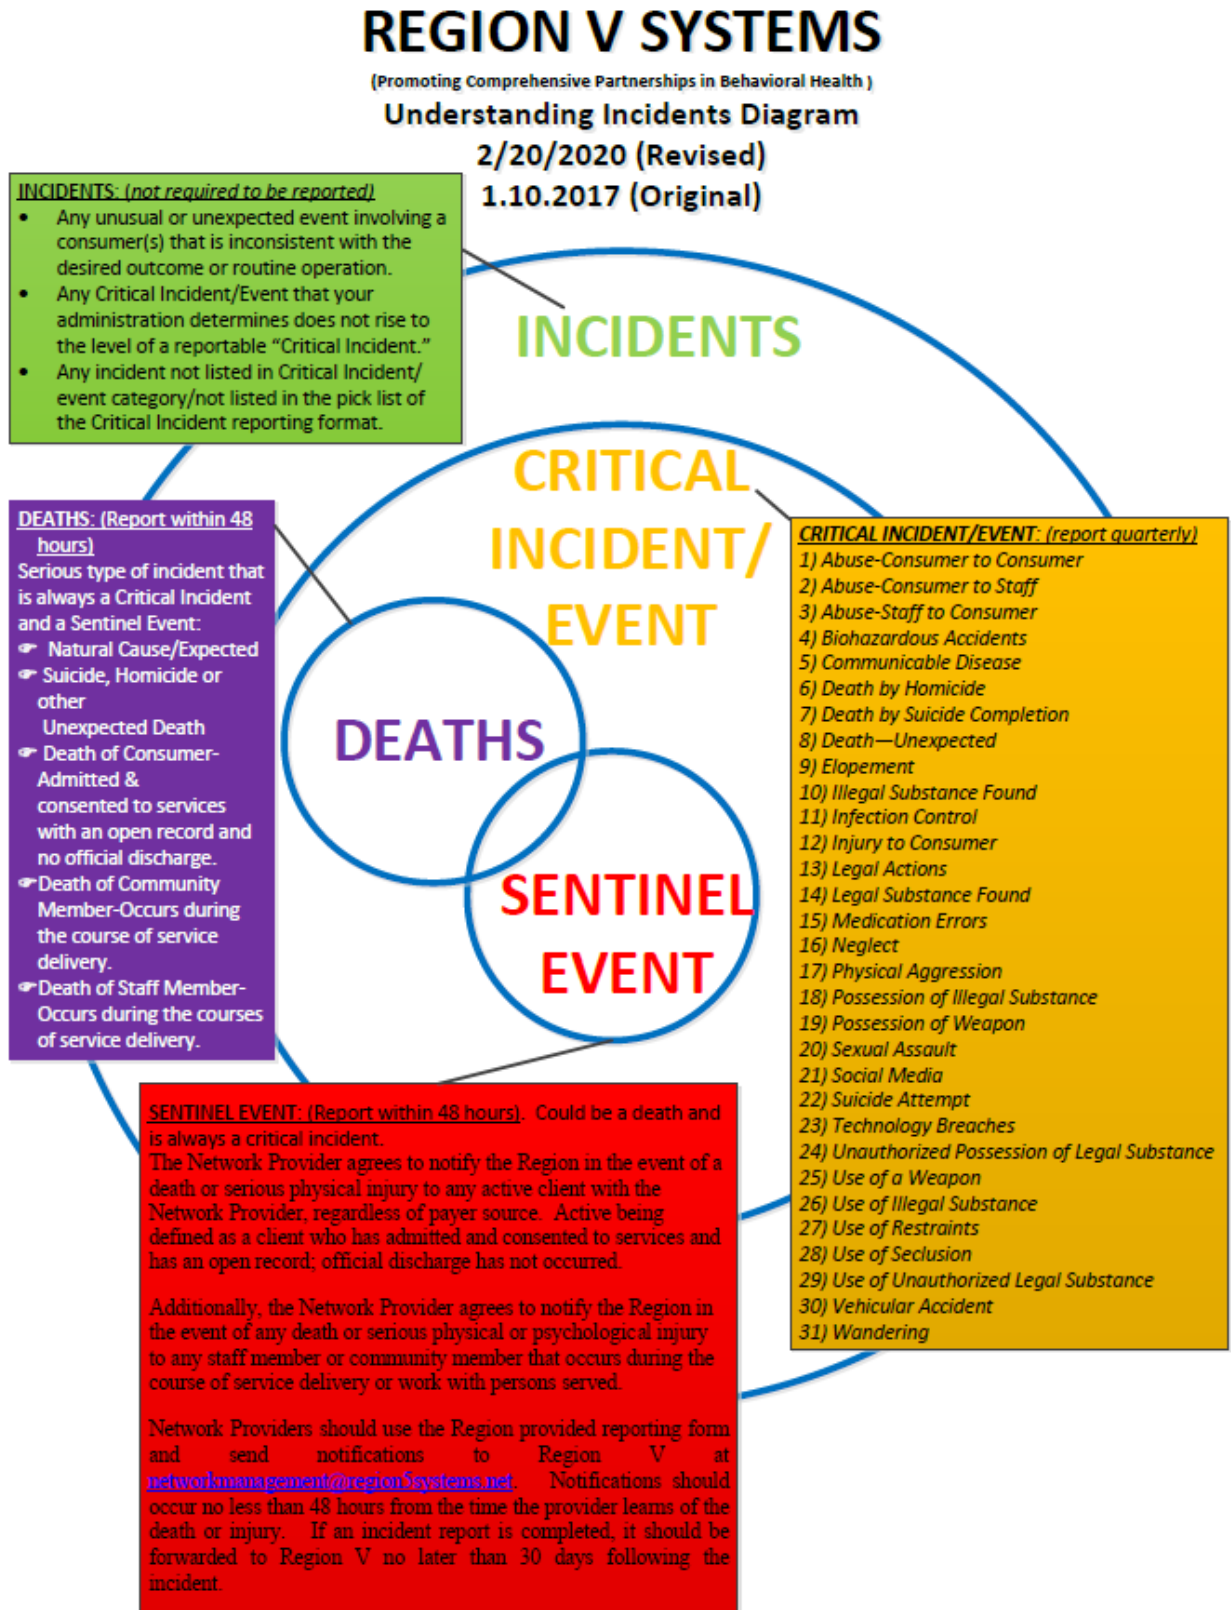 REGION V SYSTEMS
(Promoting Comprehensive Partnerships in Behavioral Health )
Understanding Incidents Diagram
2/20/2020 (Revised)
1.10.2017 (Original)
INCIDENTS: (not required to be reported)
• Any unusual or unexpected event involving a
consumer(s) that is inconsistent with the
desired outcome or routine operation.
• Any Critical Incident/Event that your
administration determines does not rise to
the level of a reportable “Critical Incident.”
• Any incident not listed in Critical Incident/
event category/not listed in the pick list of
the Critical Incident reporting format.
INCIDENTS
CRITICAL
INCIDENT/
EVENT
DEATHS
SENTINEL
EVENT
DEATHS: (Report within 48
hours)
Serious type of incident that
is always a Critical Incident
and a Sentinel Event:
☛ Natural Cause/Expected
☛ Suicide, Homicide or
other
Unexpected Death
☛ Death of Consumer-
Admitted &
consented to services
with an open record and
no official discharge.
☛Death of Community
Member-Occurs during
the course of service
delivery.
☛Death of Staff Member-
Occurs during the courses
of service delivery.
CRITICAL INCIDENT/EVENT: (report quarterly)
1) Abuse-Consumer to Consumer
2) Abuse-Consumer to Staff
3) Abuse-Staff to Consumer
4) Biohazardous Accidents
5) Communicable Disease
6) Death by Homicide
7) Death by Suicide Completion
8) Death—Unexpected
9) Elopement
10) Illegal Substance Found
11) Infection Control
12) Injury to Consumer
13) Legal Actions
14) Legal Substance Found
15) Medication Errors
16) Neglect
17) Physical Aggression
18) Possession of Illegal Substance
19) Possession of Weapon
20) Sexual Assault
21) Social Media
22) Suicide Attempt
23) Technology Breaches
24) Unauthorized Possession of Legal Substance
25) Use of a Weapon
26) Use of Illegal Substance
27) Use of Restraints
28) Use of Seclusion
29) Use of Unauthorized Legal Substance
30) Vehicular Accident
31) Wandering
SENTINEL EVENT: (Report within 48 hours). Could be a death and
is always a critical incident.
The Network Provider agrees to notify the Region in the event of a
death or serious physical injury to any active client with the
Network Provider, regardless of payer source. Active being
defined as a client who has admitted and consented to services and
has an open record; official discharge has not occurred.
Additionally, the Network Provider agrees to notify the Region in
the event of any death or serious physical or psychological injury
to any staff member or community member that occurs during the
course of service delivery or work with persons served.
Network Providers should use the Region provided reporting form
and send notifications to Region V at
networkmanagement@region5systems.net. Notifications should
occur no less than 48 hours from the time the provider learns of the
death or injury. If an incident report is completed, it should be
forwarded to Region V no later than 30 days following the
incident.